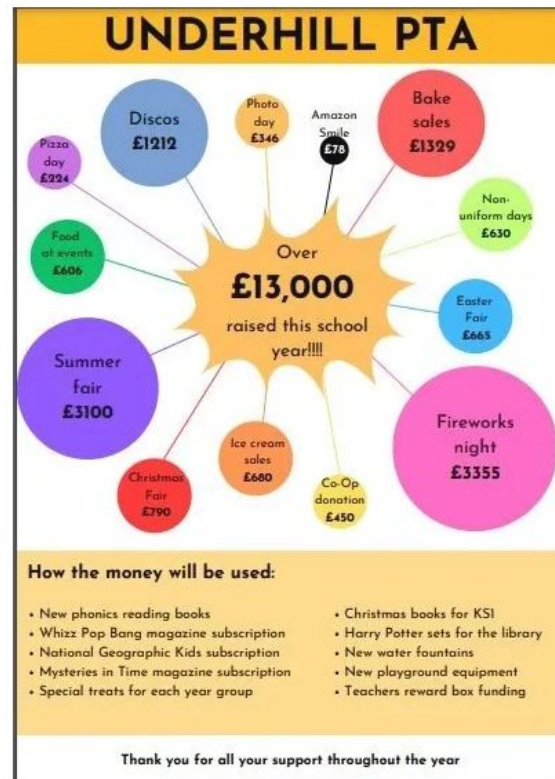 UNDERHILL PTA
Discos
£1212
Photo
day
£346
Amazon
Smile
£78
Bake
sales
£1329
Pizza
day
£224
Non-
uniform days
£630
Food
at events
£606
Over
£13,000
raised this school
year!!!!
Easter
Fair
£665
Summer
fair
£3100
Fireworks
night
£3355
Ice cream
sales
£680
Christmas
Fair
£790
Co-Op
donation
£450
How the money will be used:
• New phonics reading books
• Whizz Pop Bang magazine subscription
• National Geographic Kids subscription
• Mysteries in Time magazine subscription
• Special treats for each year group
• Christmas books for KS1
• Harry Potter sets for the library
• New water fountains
• New playground equipment
• Teachers reward box funding
Thank you for all your support throughout the year